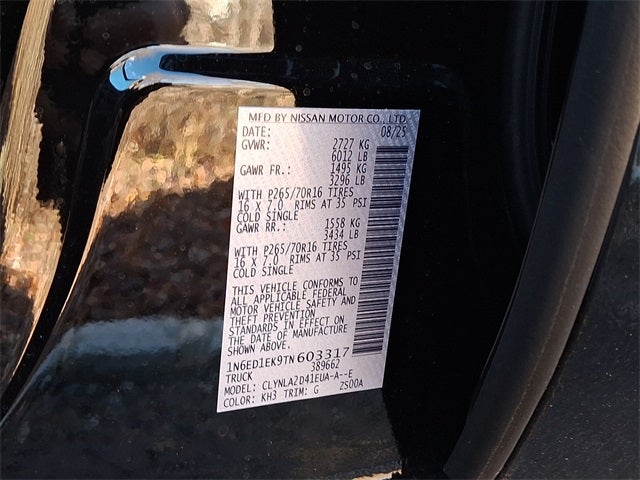 MFD BY NISSAN MOTOR CO., LTD.
DATE: 08/25
GVWR: 2727 KG
6012 LB
GAWR FR.: 1495 KG
3296 LB
WITH P265/70R16 TIRES
16 X 7.0 RIMS AT 35 PSI
COLD SINGLE
GAWR RR.: 1558 KG
3434 LB
WITH P265/70R16 TIRES
16 X 7.0 RIMS AT 35 PSI
COLD SINGLE
THIS VEHICLE CONFORMS TO
ALL APPLICABLE FEDERAL
MOTOR VEHICLE SAFETY AND
THEFT PREVENTION
STANDARDS IN EFFECT ON
THE DATE OF MANUFACTURE
SHOWN ABOVE.
1N6ED1EK9TN603317
TRUCK 389662
MODEL: CLYNLA2D41EUA-A--E
COLOR: KH3 TRIM: G ZS00A